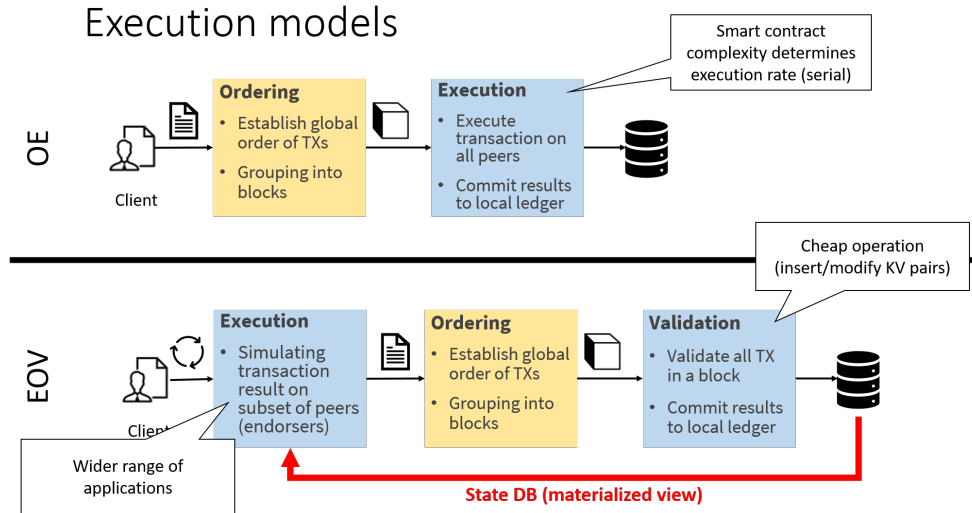 Execution models
Smart contract
complexity determines
execution rate (serial)
OE
Client
Ordering
• Establish global
order of TXs
• Grouping into
blocks
Execution
• Execute
transaction on
all peers
• Commit results
to local ledger
Cheap operation
(insert/modify KV pairs)
EOV
Client
Execution
• Simulating
transaction
result on
subset of peers
(endorsers)
Ordering
• Establish global
order of TXs
• Grouping into
blocks
Validation
• Validate all TX
in a block
• Commit results
to local ledger
Wider range of
applications
State DB (materialized view)